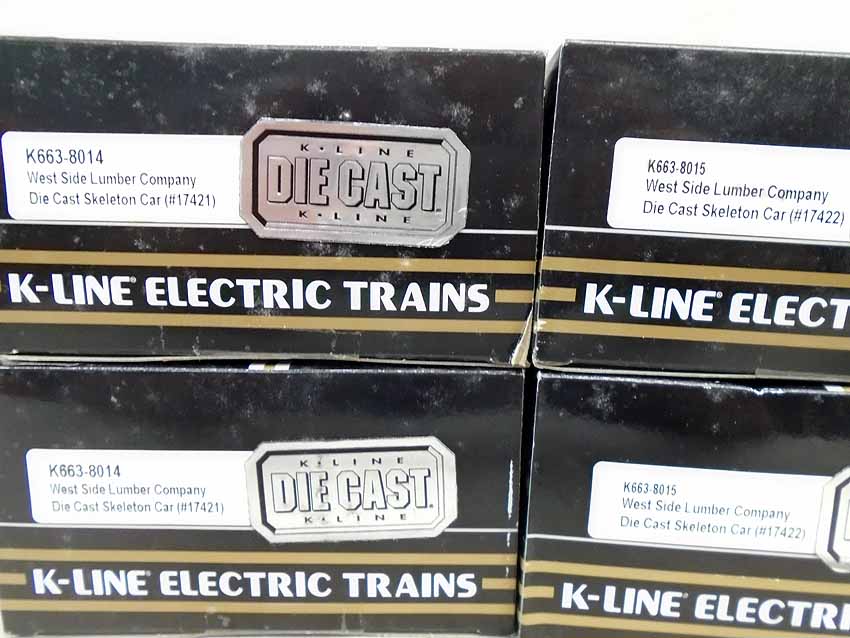 K663-8014
West Side Lumber Company
Die Cast Skeleton Car (#17421)
K-LINE
DIE CAST
K-LINE
K-LINE® ELECTRIC TRAINS
K663-8015
West Side Lumber Company
Die Cast Skeleton Car (#17422)
K-LINE® ELECT
K663-8014
West Side Lumber Company
Die Cast Skeleton Car (#17421)
K-LINE
DIE CAST®
K-LINE
K-LINE® ELECTRIC TRAINS
K663-8015
West Side Lumber Company
Die Cast Skeleton Car (#17422)
K-LINE® ELECTRI